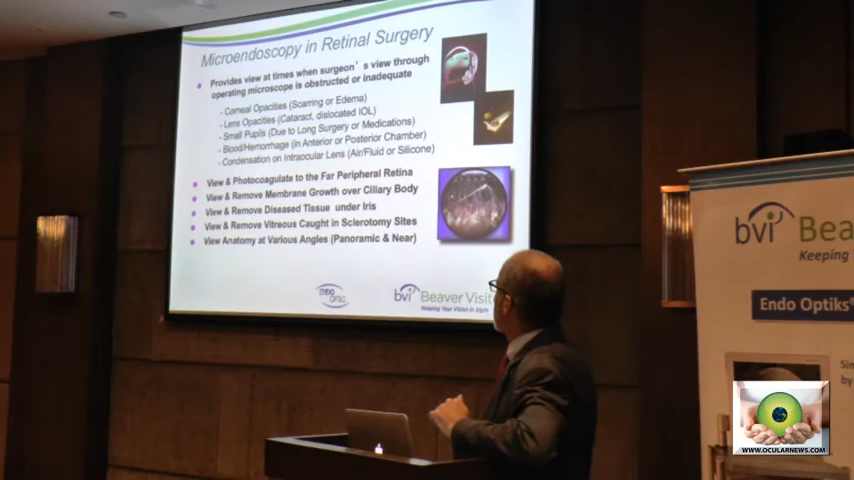 Microendoscopy in Retinal Surgery
Provides view at times when surgeon's view through
operating microscope is obstructed or inadequate
- Corneal Opacities (Scarring or Edema)
- Lens Opacities (Cataract, dislocated IOL)
- Small Pupils (Due to Long Surgery or Medications)
- Blood/Hemorrhage (In Anterior or Posterior Chamber)
- Condensation on Intraocular Lens (Air/Fluid or Silicone)
View & Photocoagulate to the Far Peripheral Retina
View & Remove Membrane Growth over Ciliary Body
View & Remove Diseased Tissue under Iris
View & Remove Vitreous Caught in Sclerotomy Sites
View Anatomy at Various Angles (Panoramic & Near)
ENDO
OPTIKS
bvi Beaver Visite
Keeping Your Vision in Sight
bvi Bea
Keeping
Endo Optiks®
Sim
by
WWW.OCULARNEWS.COM